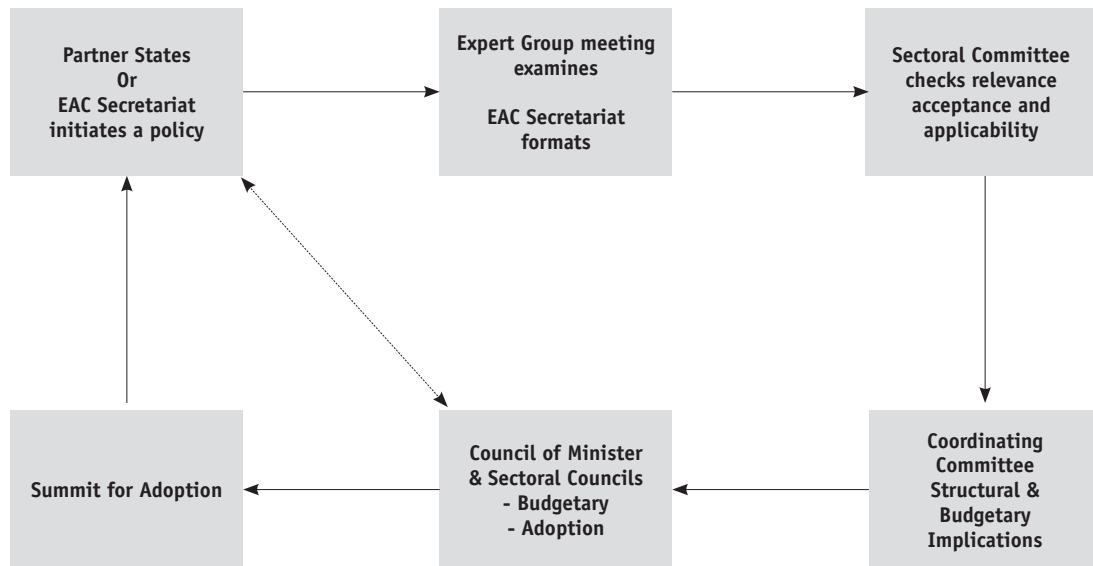 Partner States
Or
EAC Secretariat
initiates a policy
Expert Group meeting
examines
EAC Secretariat
formats
Sectoral Committee
checks relevance
acceptance and
applicability
Summit for Adoption
Council of Minister
& Sectoral Councils
- Budgetary
- Adoption
Coordinating
Committee
Structural &
Budgetary
Implications